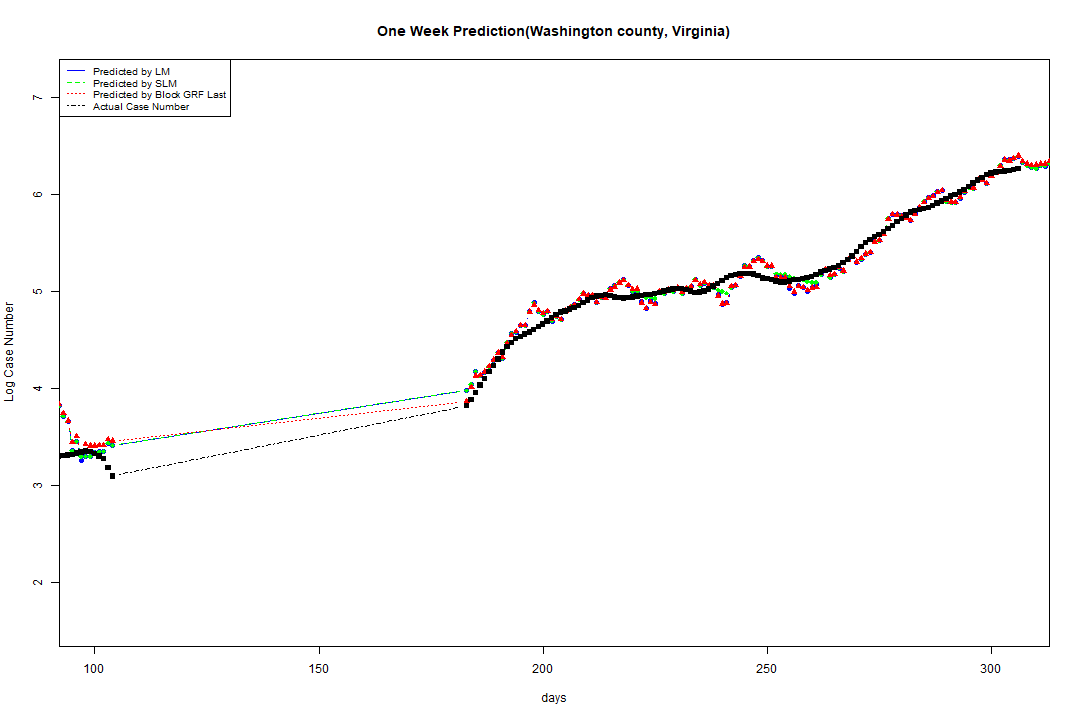 One Week Prediction(Washington county, Virginia)
Predicted by LM
Predicted by SLM
Predicted by Block GRF Last
Actual Case Number
7
6
5
4
3
2
Log Case Number
100 150 200 250 300
days